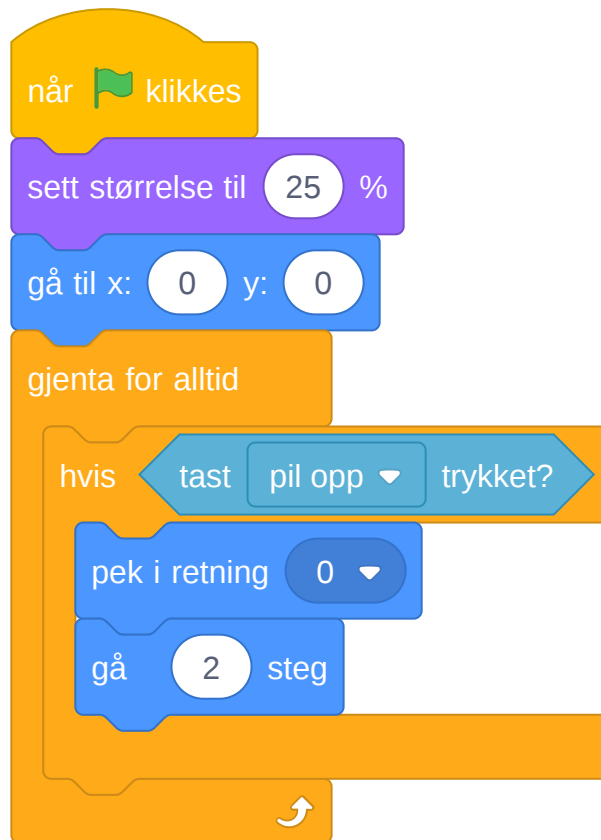 når klikkes
sett størrelse til 25 %
gå til x: 0 y: 0
gjenta for alltid
hvis tast pil opp trykket?
pek i retning 0
gå 2 steg